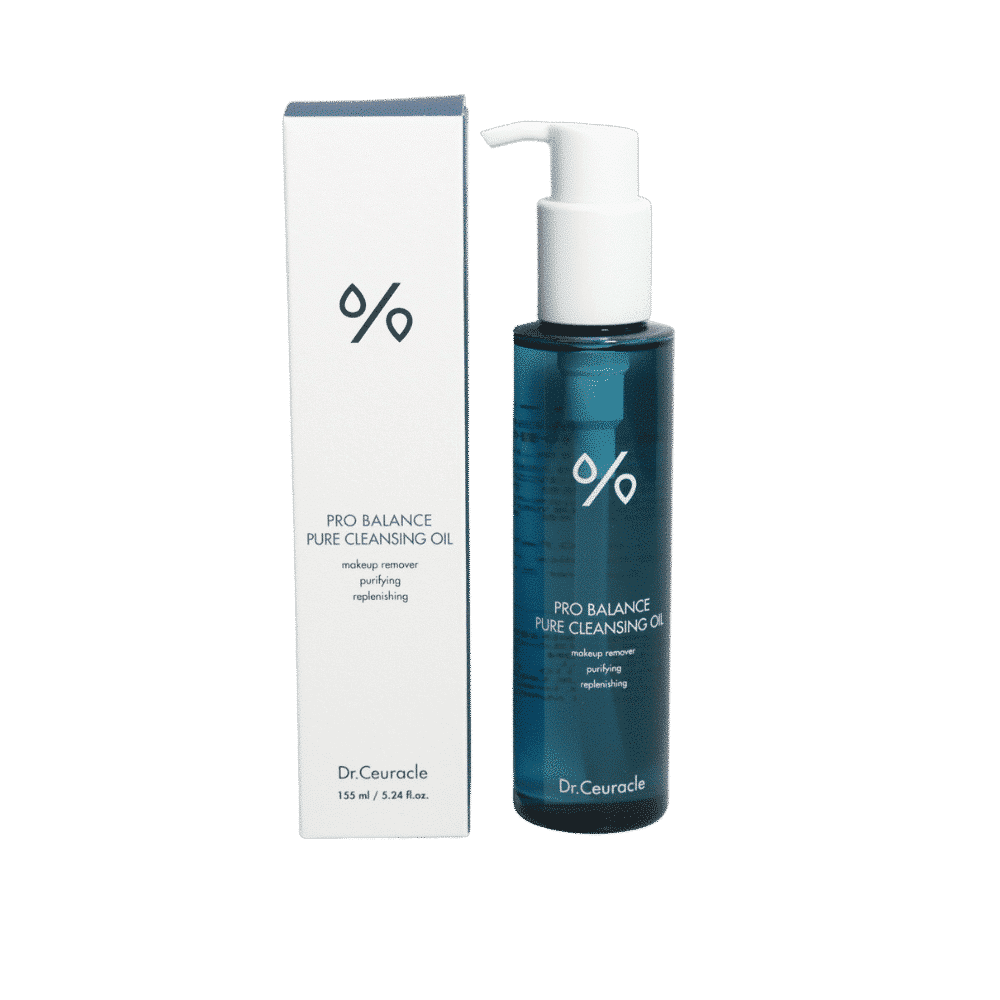 %
PRO BALANCE
PURE CLEANSING OIL
makeup remover
purifying
replenishing
Dr.Ceuracle
155 ml / 5.24 fl.oz.
%
PRO BALANCE
PURE CLEANSING OIL
makeup remover
purifying
replenishing
Dr.Ceuracle